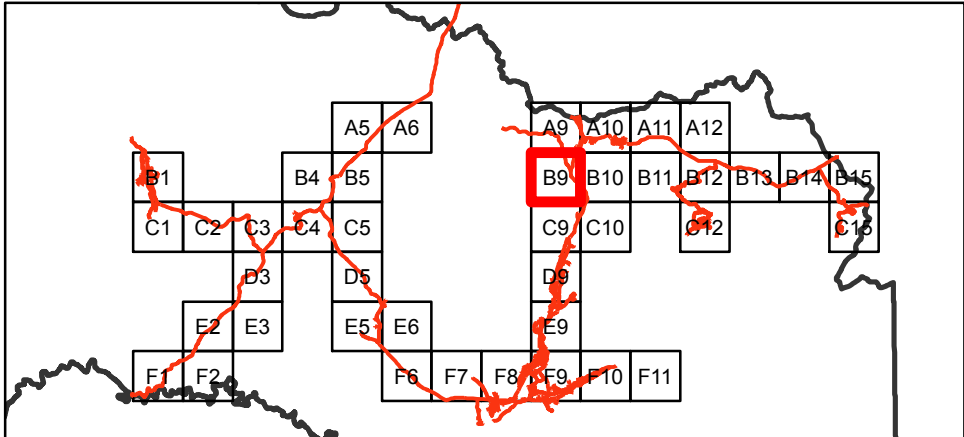 A5 A6 A9 A10 A11 A12
B1 B4 B5 B9 B10 B11 B12 B13 B14 B15
C1 C2 C3 C4 C5 C9 C10 C12 C15
D3 D5 D9
E2 E3 E5 E6 E9
F1 F2 F6 F7 F8 F9 F10 F11